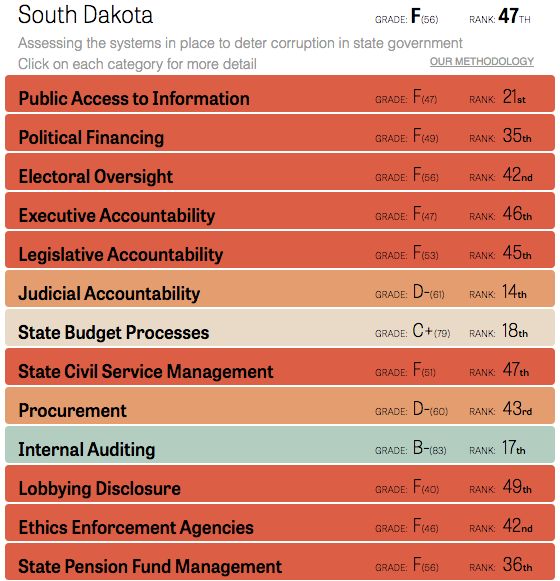 South Dakota GRADE: F(56) RANK: 47TH
Assessing the systems in place to deter corruption in state government
Click on each category for more detail OUR METHODOLOGY
Public Access to Information GRADE: F(47) RANK: 21st
Political Financing GRADE: F(49) RANK: 35th
Electoral Oversight GRADE: F(56) RANK: 42nd
Executive Accountability GRADE: F(47) RANK: 46th
Legislative Accountability GRADE: F(53) RANK: 45th
Judicial Accountability GRADE: D-(61) RANK: 14th
State Budget Processes GRADE: C+(79) RANK: 18th
State Civil Service Management GRADE: F(51) RANK: 47th
Procurement GRADE: D-(60) RANK: 43rd
Internal Auditing GRADE: B-(83) RANK: 17th
Lobbying Disclosure GRADE: F(40) RANK: 49th
Ethics Enforcement Agencies GRADE: F(46) RANK: 42nd
State Pension Fund Management GRADE: F(56) RANK: 36th